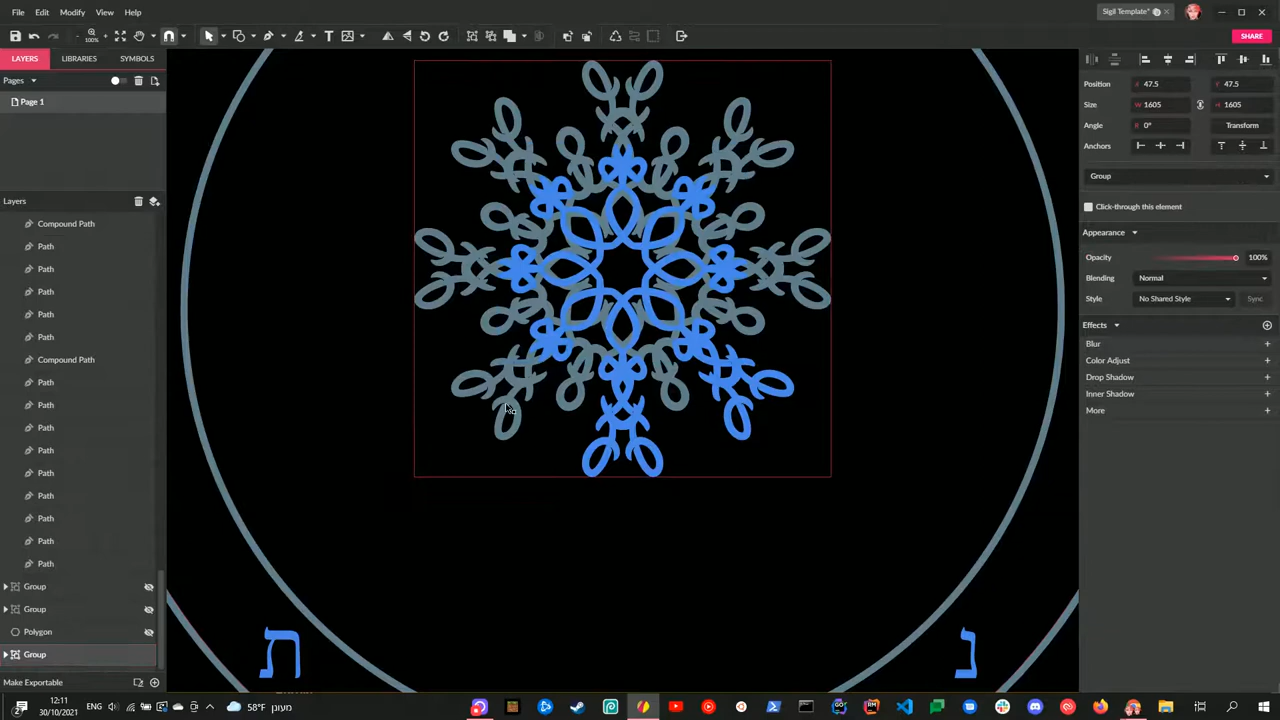 File Edit Modify View Help
Sigil Template*
100%
SHARE
LAYERS LIBRARIES SYMBOLS
Pages
Page 1
Layers
Compound Path
Path
Path
Path
Path
Path
Compound Path
Path
Path
Path
Path
Path
Path
Path
Path
Path
Group
Group
Polygon
Group
Make Exportable
Position X 47.5 Y 47.5
Size W 1605 H 1605
Angle R 0° Transform
Anchors
Group
Click-through this element
Appearance
Opacity 100%
Blending Normal
Style No Shared Style Sync
Effects
Blur
Color Adjust
Drop Shadow
Inner Shadow
More
ת
נ
12:11
30/10/2021
ENG
58°F מעונן